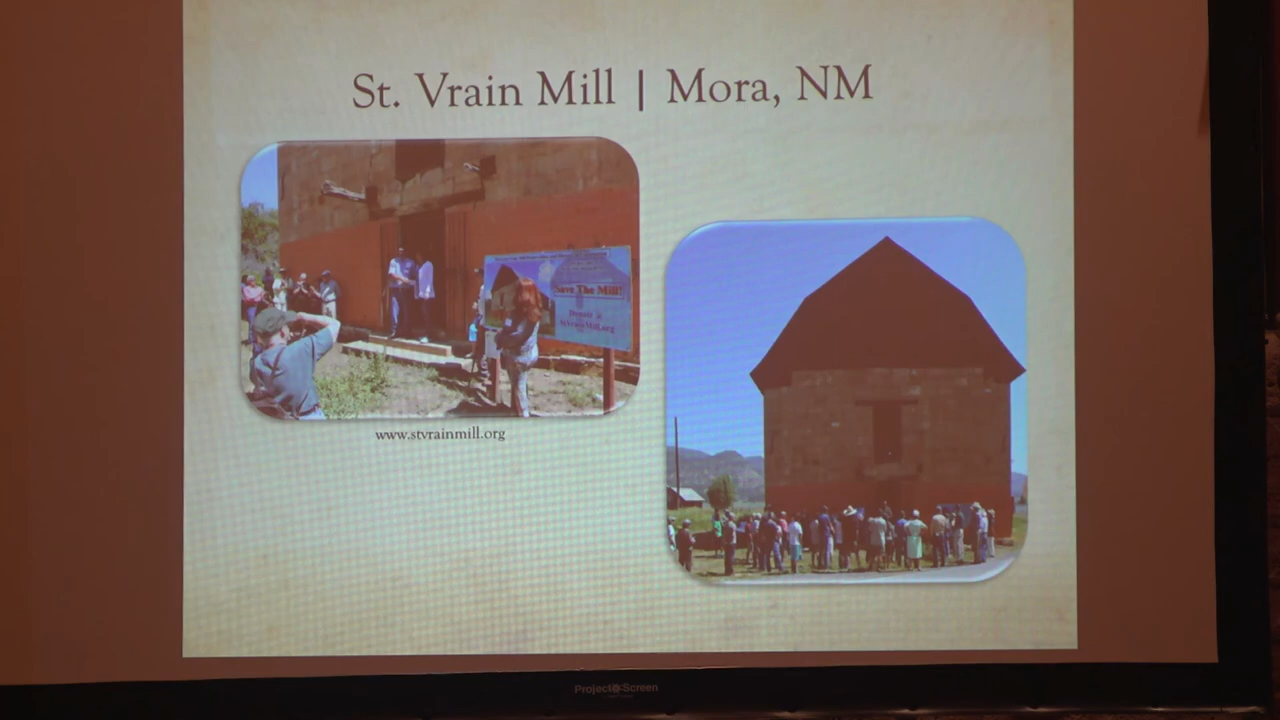 St. Vrain Mill | Mora, NM
Save The Mill!
Donate @
StVrainMill.org
www.stvrainmill.org
Project Screen